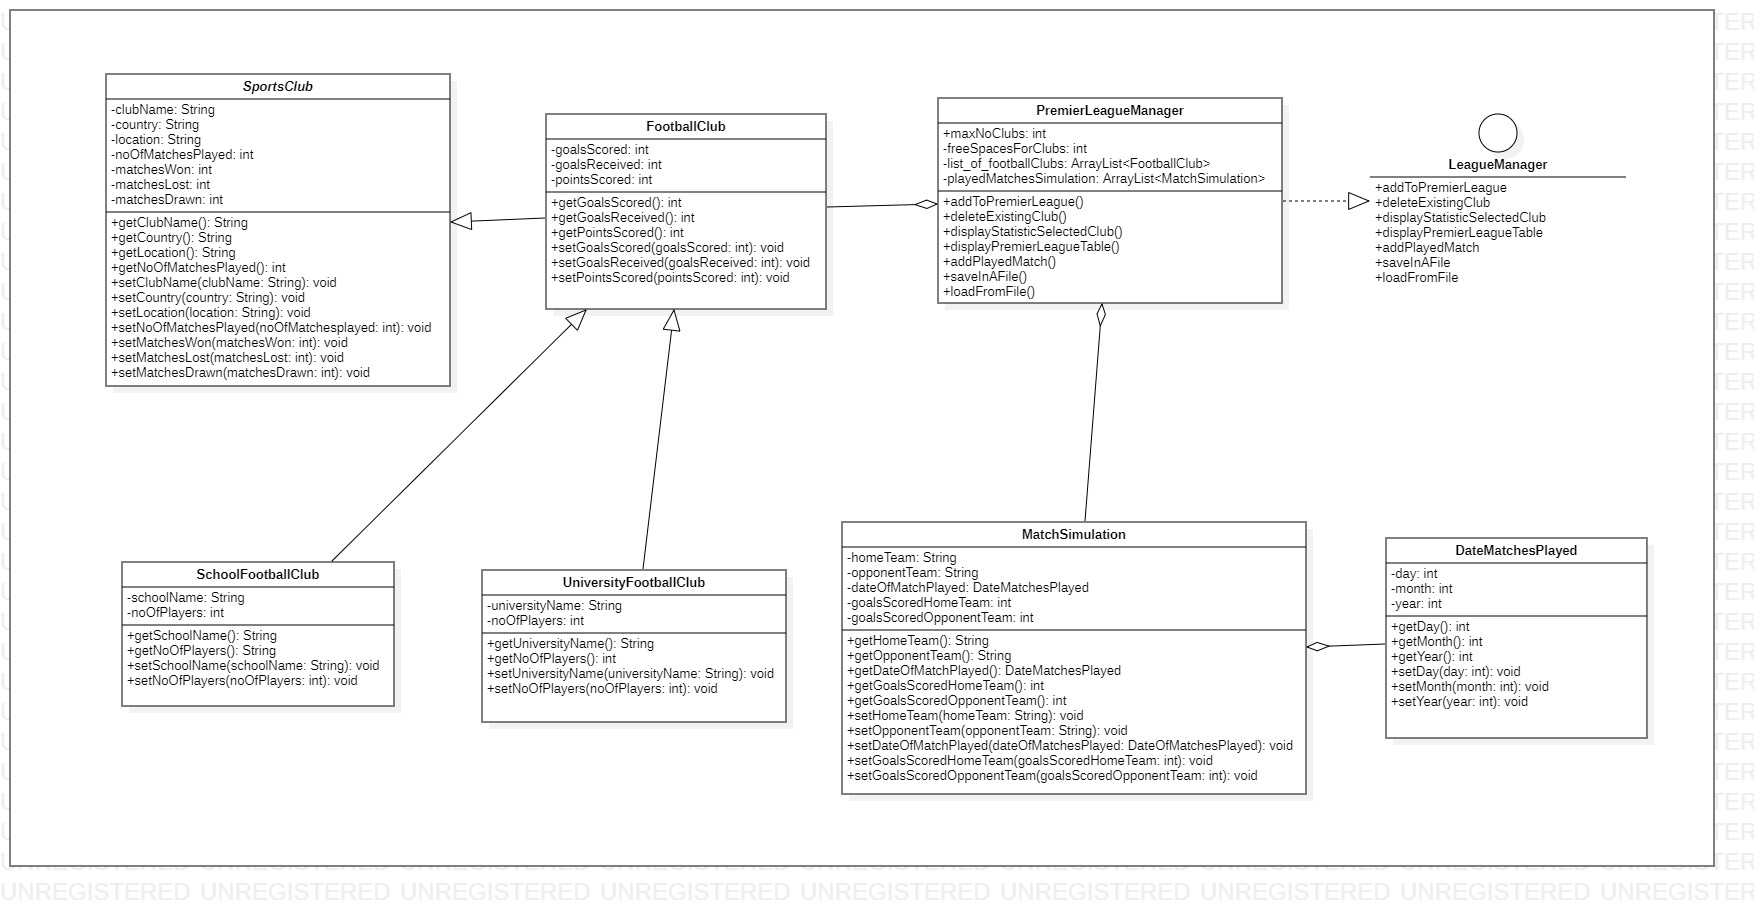 SportsClub
-clubName: String
-country: String
-location: String
-noOfMatchesPlayed: int
-matchesWon: int
-matchesLost: int
-matchesDrawn: int
+getClubName(): String
+getCountry(): String
+getLocation(): String
+getNoOfMatchesPlayed(): int
+setClubName(clubName: String): void
+setCountry(country: String): void
+setLocation(location: String): void
+setNoOfMatchesPlayed(noOfMatchesplayed: int): void
+setMatchesWon(matchesWon: int): void
+setMatchesLost(matchesLost: int): void
+setMatchesDrawn(matchesDrawn: int): void
FootballClub
-goalsScored: int
-goalsReceived: int
-pointsScored: int
+getGoalsScored(): int
+getGoalsReceived(): int
+getPointsScored(): int
+setGoalsScored(goalsScored: int): void
+setGoalsReceived(goalsReceived: int): void
+setPointsScored(pointsScored: int): void
PremierLeagueManager
+maxNoClubs: int
-freeSpacesForClubs: int
-list_of_footballClubs: ArrayList<FootballClub>
-playedMatchesSimulation: ArrayList<MatchSimulation>
+addToPremierLeague()
+deleteExistingClub()
+displayStatisticSelectedClub()
+displayPremierLeagueTable()
+addPlayedMatch()
+saveInAFile()
+loadFromFile()
LeagueManager
+addToPremierLeague
+deleteExistingClub
+displayStatisticSelectedClub
+displayPremierLeagueTable
+addPlayedMatch
+saveInAFile
+loadFromFile
SchoolFootballClub
-schoolName: String
-noOfPlayers: int
+getSchoolName(): String
+getNoOfPlayers(): String
+setSchoolName(schoolName: String): void
+setNoOfPlayers(noOfPlayers: int): void
UniversityFootballClub
-universityName: String
-noOfPlayers: int
+getUniversityName(): String
+getNoOfPlayers(): int
+setUniversityName(universityName: String): void
+setNoOfPlayers(noOfPlayers: int): void
MatchSimulation
-homeTeam: String
-opponentTeam: String
-dateOfMatchPlayed: DateMatchesPlayed
-goalsScoredHomeTeam: int
-goalsScoredOpponentTeam: int
+getHomeTeam(): String
+getOpponentTeam(): String
+getDateOfMatchPlayed(): DateMatchesPlayed
+getGoalsScoredHomeTeam(): int
+getGoalsScoredOpponentTeam(): int
+setHomeTeam(homeTeam: String): void
+setOpponentTeam(opponentTeam: String): void
+setDateOfMatchPlayed(dateOfMatchesPlayed: DateOfMatchesPlayed): void
+setGoalsScoredHomeTeam(goalsScoredHomeTeam: int): void
+setGoalsScoredOpponentTeam(goalsScoredOpponentTeam: int): void
DateMatchesPlayed
-day: int
-month: int
-year: int
+getDay(): int
+getMonth(): int
+getYear(): int
+setDay(day: int): void
+setMonth(month: int): void
+setYear(year: int): void
UNREGISTERED UNREGISTERED UNREGISTERED UNREGISTERED UNREGISTERED UNREGISTERED UNREGISTERED UNREGISTERED UNREGISTER